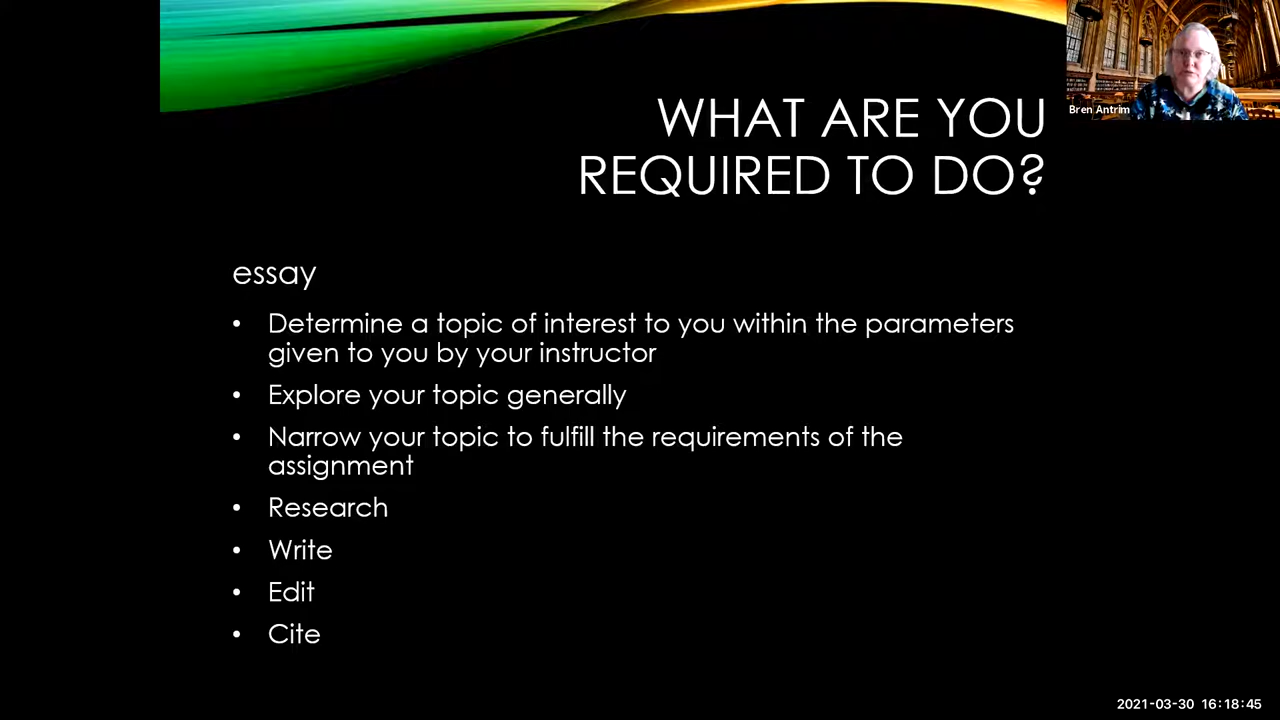 WHAT ARE YOU
REQUIRED TO DO?
Bren Antrim
essay
• Determine a topic of interest to you within the parameters
given to you by your instructor
• Explore your topic generally
• Narrow your topic to fulfill the requirements of the
assignment
• Research
• Write
• Edit
• Cite
2021-03-30 16:18:45